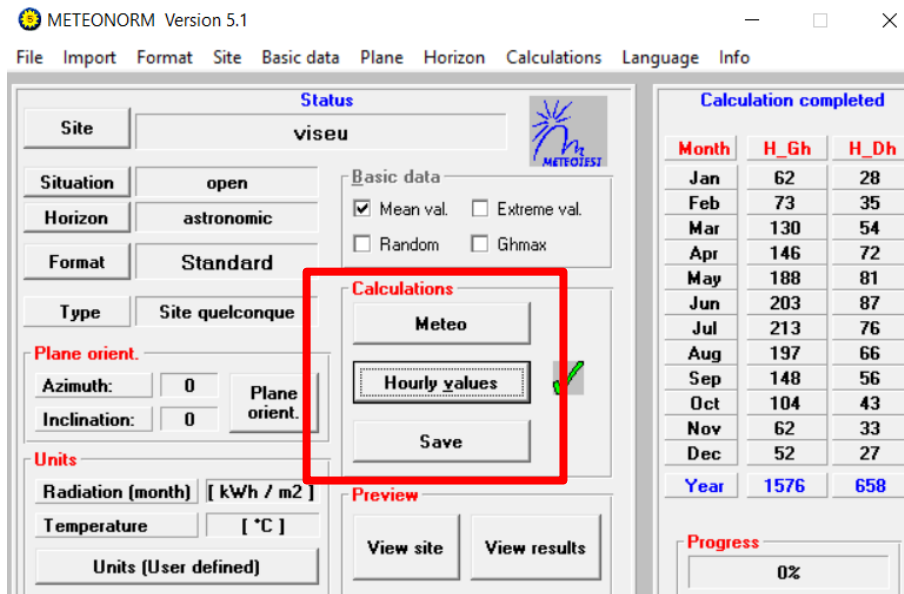 METEONORM Version 5.1
File Import Format Site Basic data Plane Horizon Calculations Language Info
Status
Site
viseu
METEOTEST
Situation
open
Horizon
astronomic
Format
Standard
Type
Site quelconque
Basic data
Mean val. Extreme val.
Random Ghmax
Plane orient.
Azimuth: 0
Inclination: 0
Plane
orient.
Calculations
Meteo
Hourly values
Save
Units
Radiation (month) [ kWh / m2 ]
Temperature [ °C ]
Units (User defined)
Preview
View site View results
Calculation completed
Month H_Gh H_Dh
Jan 62 28
Feb 73 35
Mar 130 54
Apr 146 72
May 188 81
Jun 203 87
Jul 213 76
Aug 197 66
Sep 148 56
Oct 104 43
Nov 62 33
Dec 52 27
Year 1576 658
Progress
0%